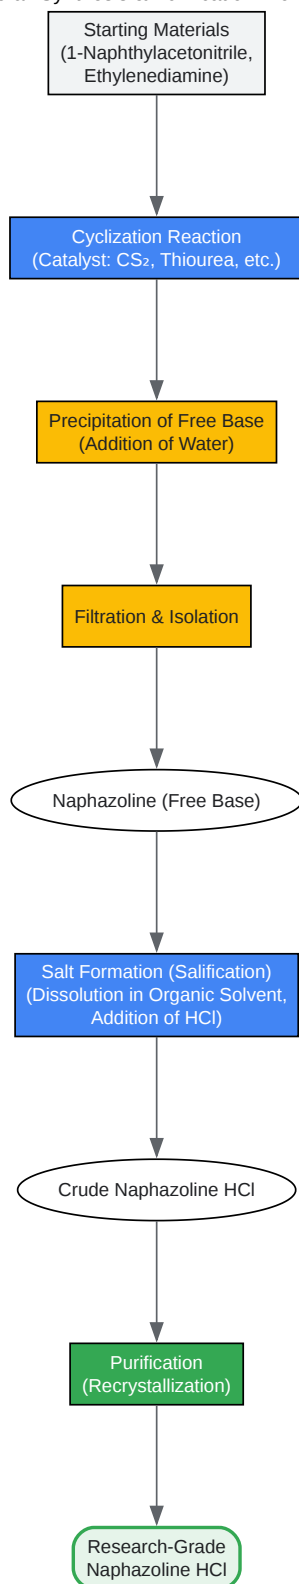 Starting Materials
(1-Naphthylacetonitrile,
Ethylenediamine)
Cyclization Reaction
(Catalyst: CS₂, Thiourea, etc.)
Precipitation of Free Base
(Addition of Water)
Filtration & Isolation
Naphazoline (Free Base)
Salt Formation (Salification)
(Dissolution in Organic Solvent,
Addition of HCl)
Crude Naphazoline HCl
Purification
(Recrystallization)
Research-Grade
Naphazoline HCl